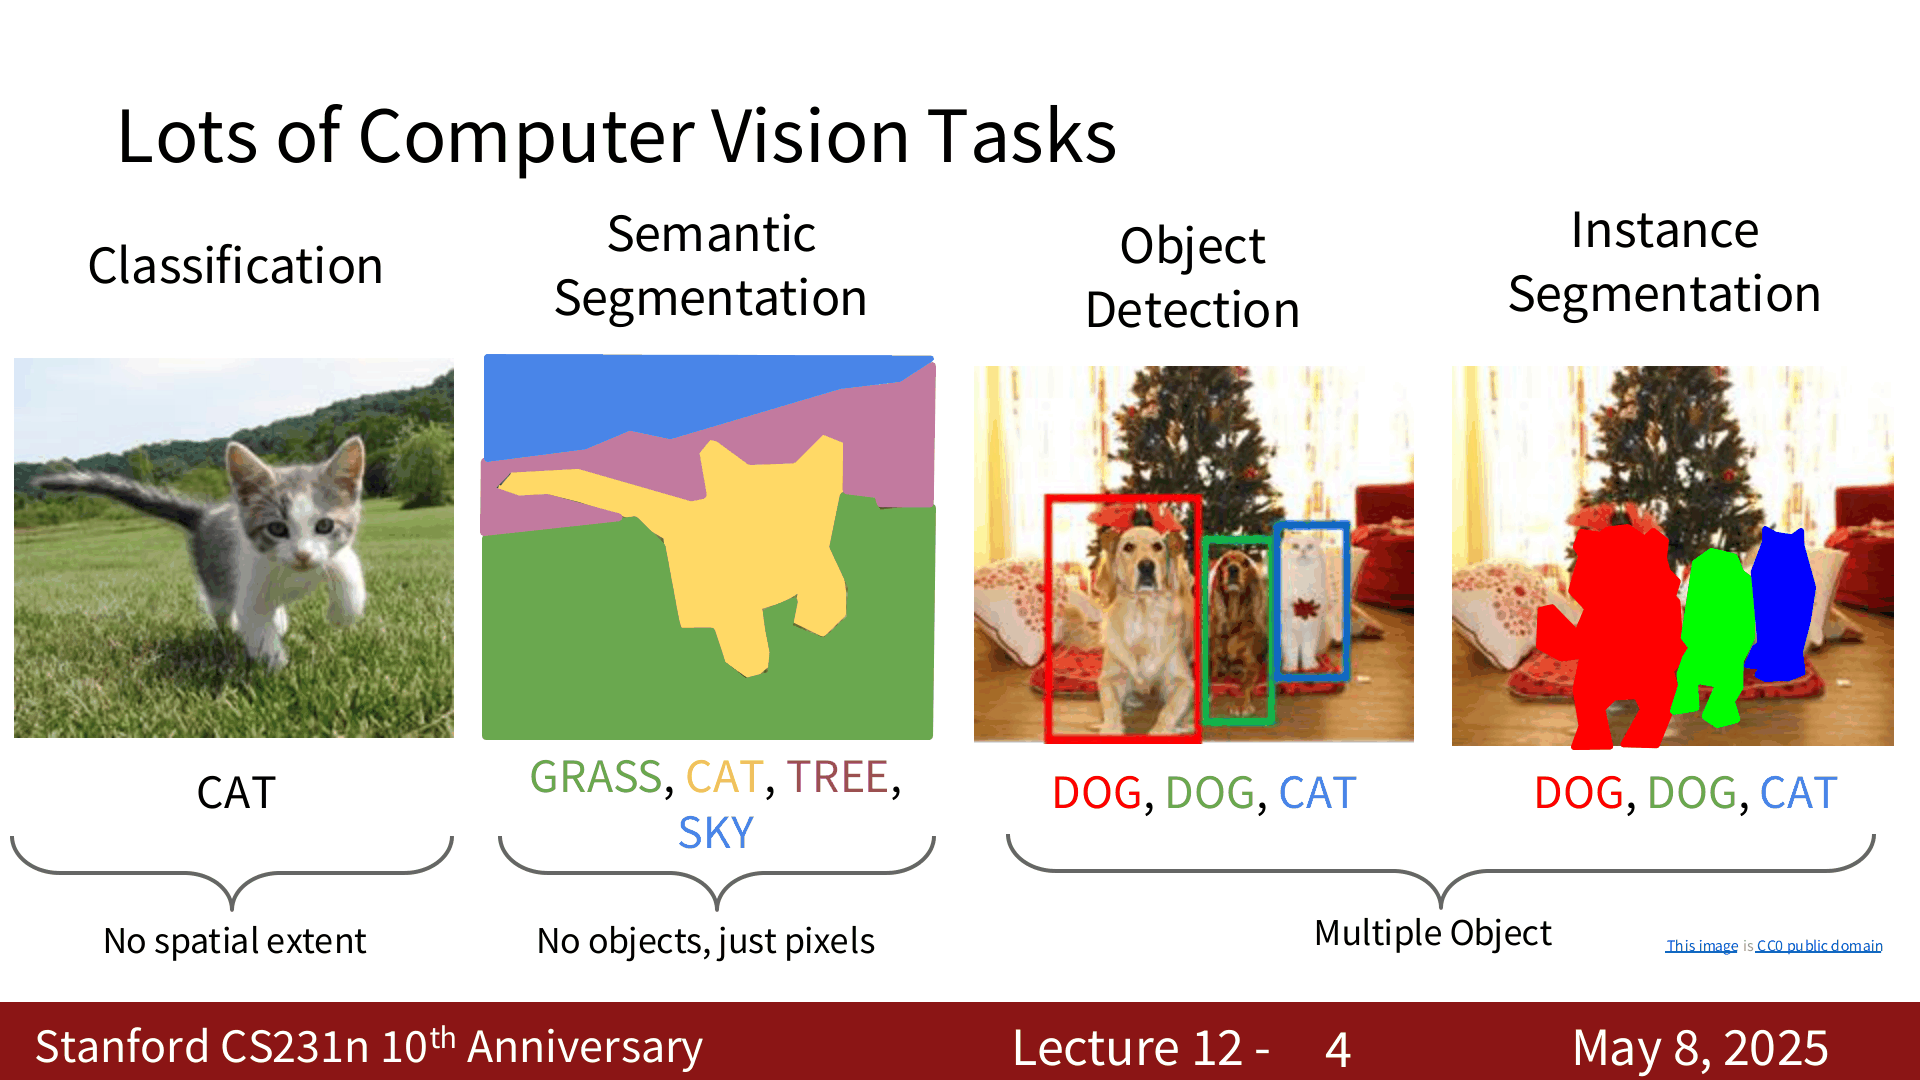 Lots of Computer Vision Tasks
Classification
Semantic
Segmentation
Object
Detection
Instance
Segmentation
CAT
GRASS, CAT, TREE,
SKY
DOG, DOG, CAT
DOG, DOG, CAT
No spatial extent
No objects, just pixels
Multiple Object
This image is CC0 public domain
Stanford CS231n 10th Anniversary
Lecture 12 - 4
May 8, 2025